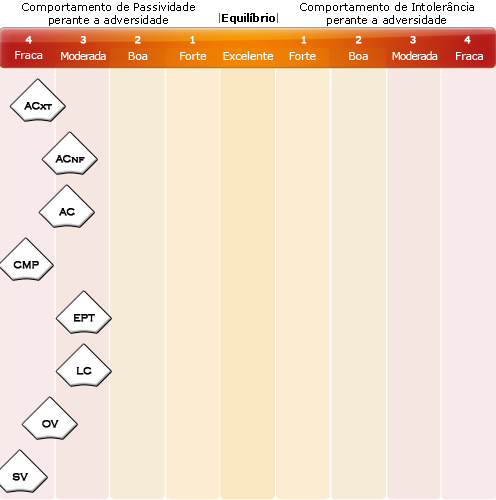 Comportamento de Passividade
perante a adversidade
|Equilíbrio|
Comportamento de Intolerância
perante a adversidade
4 3 2 1 1 2 3 4
Fraca Moderada Boa Forte Excelente Forte Boa Moderada Fraca
ACXT
ACNF
AC
CMP
EPT
LC
OV
SV